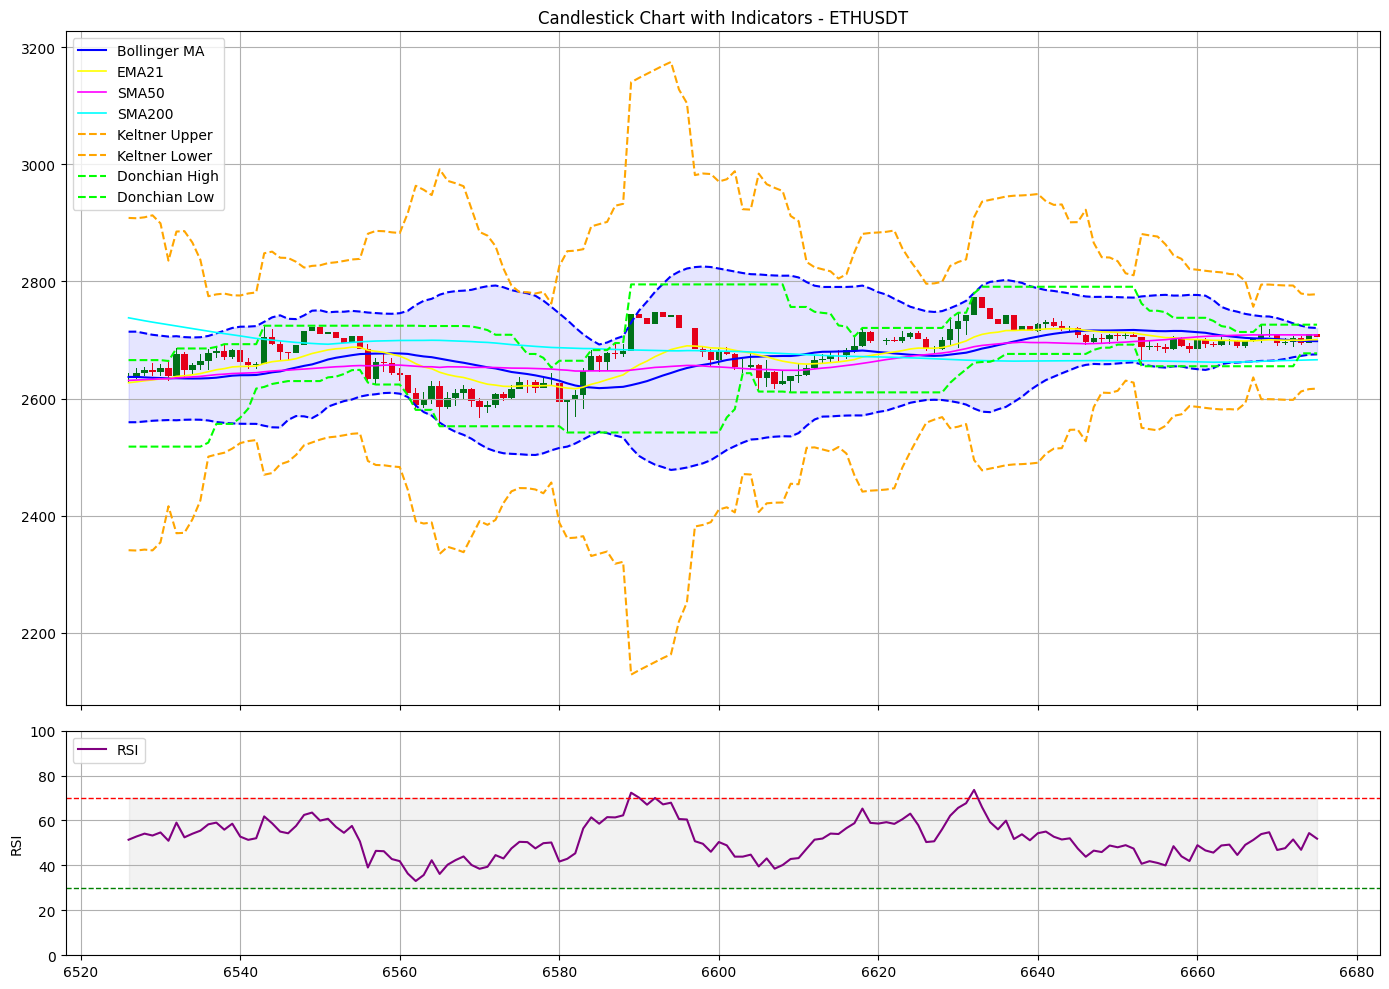 Candlestick Chart with Indicators - ETHUSDT
3200
3000
2800
2600
2400
2200
Bollinger MA
EMA21
SMA50
SMA200
Keltner Upper
Keltner Lower
Donchian High
Donchian Low
100
80
60
40
20
0
RSI
RSI
6520 6540 6560 6580 6600 6620 6640 6660 6680